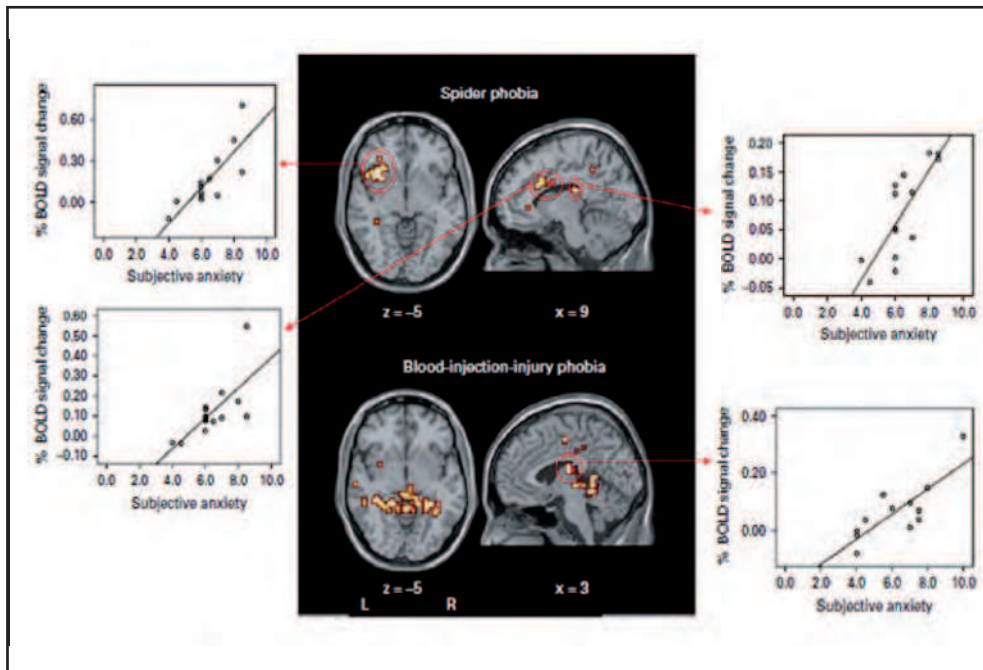 Spider phobia
z = –5
x = 9
Blood-injection-injury phobia
z = –5
x = 3
L
R
% BOLD signal change
0.60
0.30
0.00
0.0 2.0 4.0 6.0 8.0 10.0
Subjective anxiety
% BOLD signal change
0.60
0.50
0.40
0.30
0.20
0.10
0.00
–0.10
0.0 2.0 4.0 6.0 8.0 10.0
Subjective anxiety
% BOLD signal change
0.20
0.15
0.10
0.05
0.00
–0.05
0.0 2.0 4.0 6.0 8.0 10.0
Subjective anxiety
% BOLD signal change
0.40
0.20
0.00
0.0 2.0 4.0 6.0 8.0 10.0
Subjective anxiety